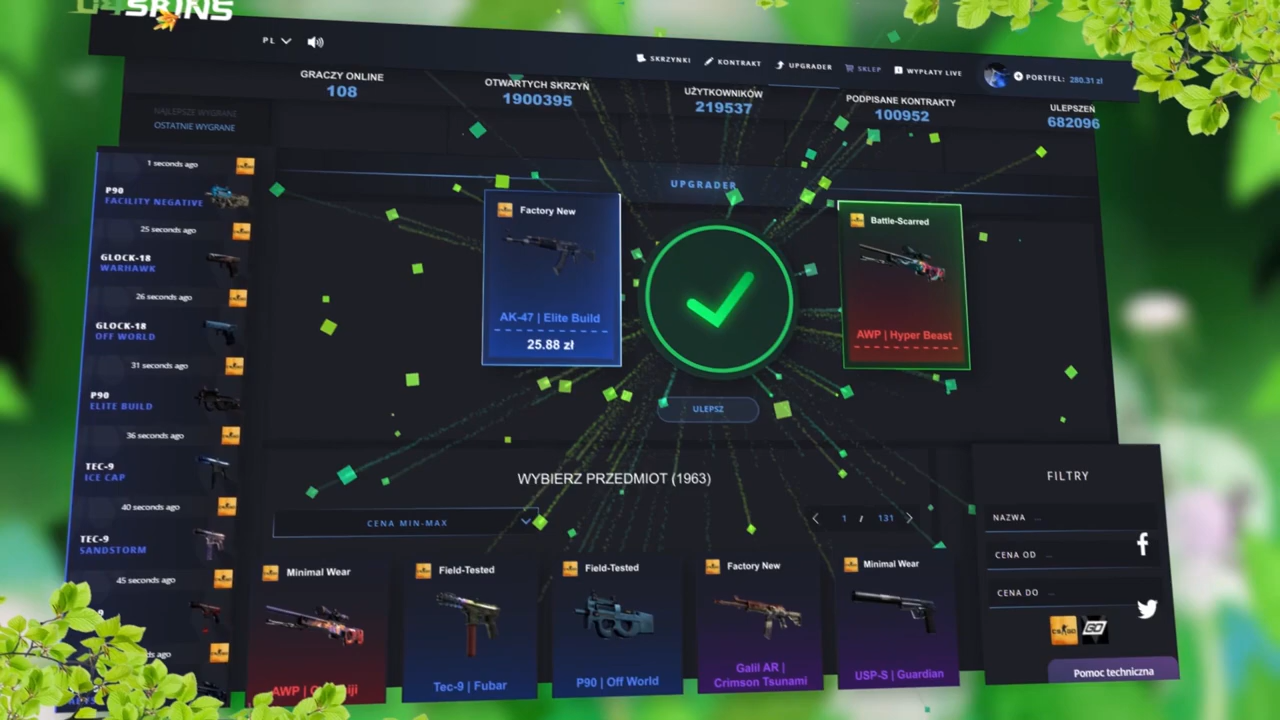 SKINS
PL
SKRZYNKI
KONTRAKT
UPGRADER
SKLEP
WYPŁATY LIVE
PORTFEL: 280.31 zł
GRACZY ONLINE
108
OTWARTYCH SKRZYŃ
1900395
UŻYTKOWNIKÓW
219537
PODPISANE KONTRAKTY
100952
ULEPSZEŃ
682096
NAJLEPSZE WYGRANE
OSTATNIE WYGRANE
1 seconds ago
P90
FACILITY NEGATIVE
25 seconds ago
GLOCK-18
WARHAWK
26 seconds ago
GLOCK-18
OFF WORLD
31 seconds ago
P90
ELITE BUILD
36 seconds ago
TEC-9
ICE CAP
40 seconds ago
TEC-9
SANDSTORM
45 seconds ago
UPGRADER
Factory New
AK-47 | Elite Build
25.88 zł
Battle-Scarred
AWP | Hyper Beast
ULEPSZ
WYBIERZ PRZEDMIOT (1963)
CENA MIN-MAX
1 / 131
Minimal Wear
AWP |
Field-Tested
Tec-9 | Fubar
Field-Tested
P90 | Off World
Factory New
Galil AR |
Crimson Tsunami
Minimal Wear
USP-S | Guardian
FILTRY
NAZWA ...
CENA OD ...
CENA DO ...
CS:GO
GO
Pomoc techniczna